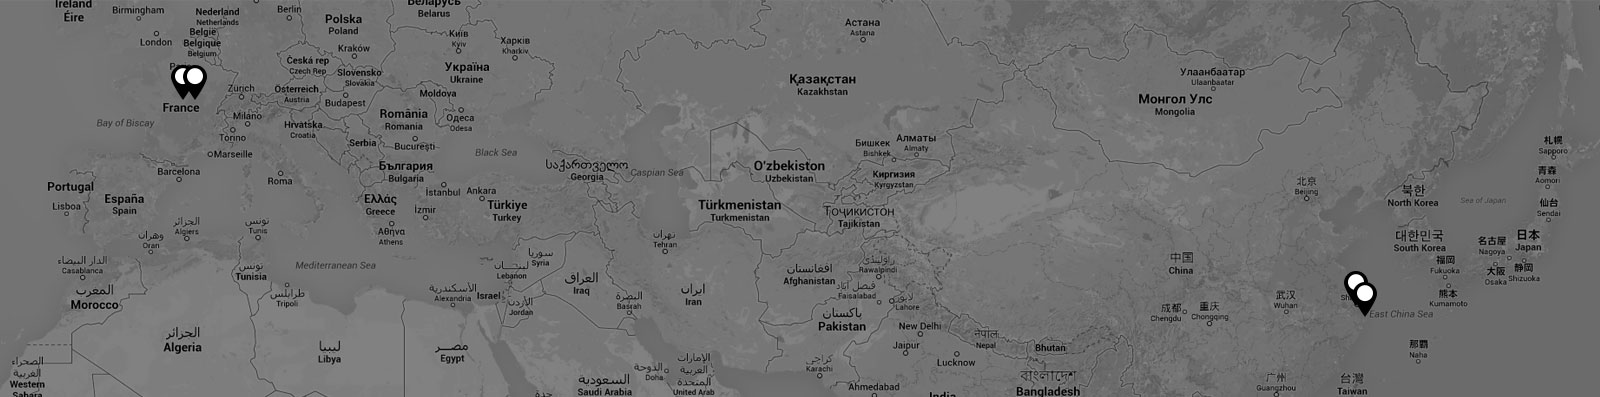 Ireland
Éire
Birmingham
London
Nederland
Netherlands
België
Belgique
Belgium
Berlin
Polska
Poland
Беларусь
Belarus
Київ
Kyiv
Харків
Kharkiv
Kraków
Česká rep
Czech Rep
Slovensko
Slovakia
Україна
Ukraine
Астана
Astana
Қазақстан
Kazakhstan
Улаанбаатар
Ulaanbaatar
Монгол Улс
Mongolia
France
Zürich
Österreich
Austria
Budapest
Moldova
România
Romania
Одеса
Odesa
Bay of Biscay
Milano
Torino
Hrvatska
Croatia
Serbia
București
Black Sea
Marseille
Barcelona
Roma
България
Bulgaria
საქართველო
Georgia
Caspian Sea
O'zbekiston
Uzbekistan
Бишкек
Bishkek
Алматы
Almaty
Киргизия
Kyrgyzstan
札幌
Sapporo
青森
Aomori
Portugal
Lisboa
España
Spain
Ελλάς
Greece
İstanbul
Ankara
İzmir
Türkiye
Turkey
Αθήνα
Athens
Türkmenistan
Turkmenistan
Тоҷикистон
Tajikistan
北京
Beijing
북한
North Korea
Sea of Japan
仙台
Sendai
الجزائر
Algiers
وهران
Oran
تونس
Tunis
تونس
Tunisia
تهران
Tehran
대한민국
South Korea
名古屋
Nagoya
日本
Japan
الدار البيضاء
Casablanca
المغرب
Morocco
Mediterranean Sea
طرابلس
Tripoli
سوريا
Syria
لبنان
Lebanon
العراق
Iraq
ایران
Iran
افغانستان
Afghanistan
راولپنڈی
Rawalpindi
فیصل آباد
Faisalabad
لاہور
Lahore
中国
China
福岡
Fukuoka
大阪
Osaka
静岡
Shizuoka
熊本
Kumamoto
الإسكندرية
Alexandria
Israel
الأردن
Jordan
البصرة
Basrah
پاکستان
Pakistan
成都
Chengdu
重庆
Chongqing
武汉
Wuhan
East China Sea
الجزائر
Algeria
ليبيا
Libya
مصر
Egypt
New Delhi
Jaipur
Lucknow
नेपाल
Nepal
Bhutan
那覇
Naha
الصحراء
الغربية
Western
Sahara
السعودية
Saudi Arabia
الدوحة
Doha
الإمارات
العربية
المتحدة
United Arab
كراچی
Karachi
Ahmedabad
India
বাংলাদেশ
Bangladesh
广州
Guangzhou
台灣
Taiwan
جدة